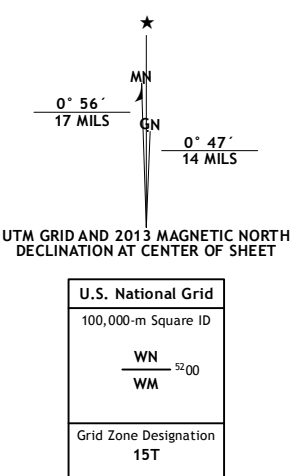 ★
MN
0° 56´
17 MILS
GN
0° 47´
14 MILS
UTM GRID AND 2013 MAGNETIC NORTH
DECLINATION AT CENTER OF SHEET
U.S. National Grid
100,000-m Square ID
WN
⁵²00
WM
Grid Zone Designation
15T